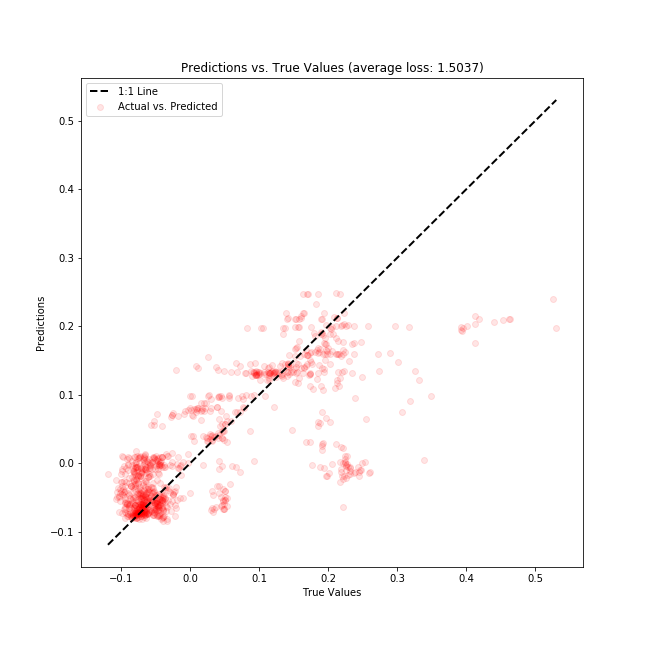 Predictions vs. True Values (average loss: 1.5037)
1:1 Line
Actual vs. Predicted
0.5
0.4
0.3
0.2
0.1
0.0
−0.1
Predictions
−0.1 0.0 0.1 0.2 0.3 0.4 0.5
True Values